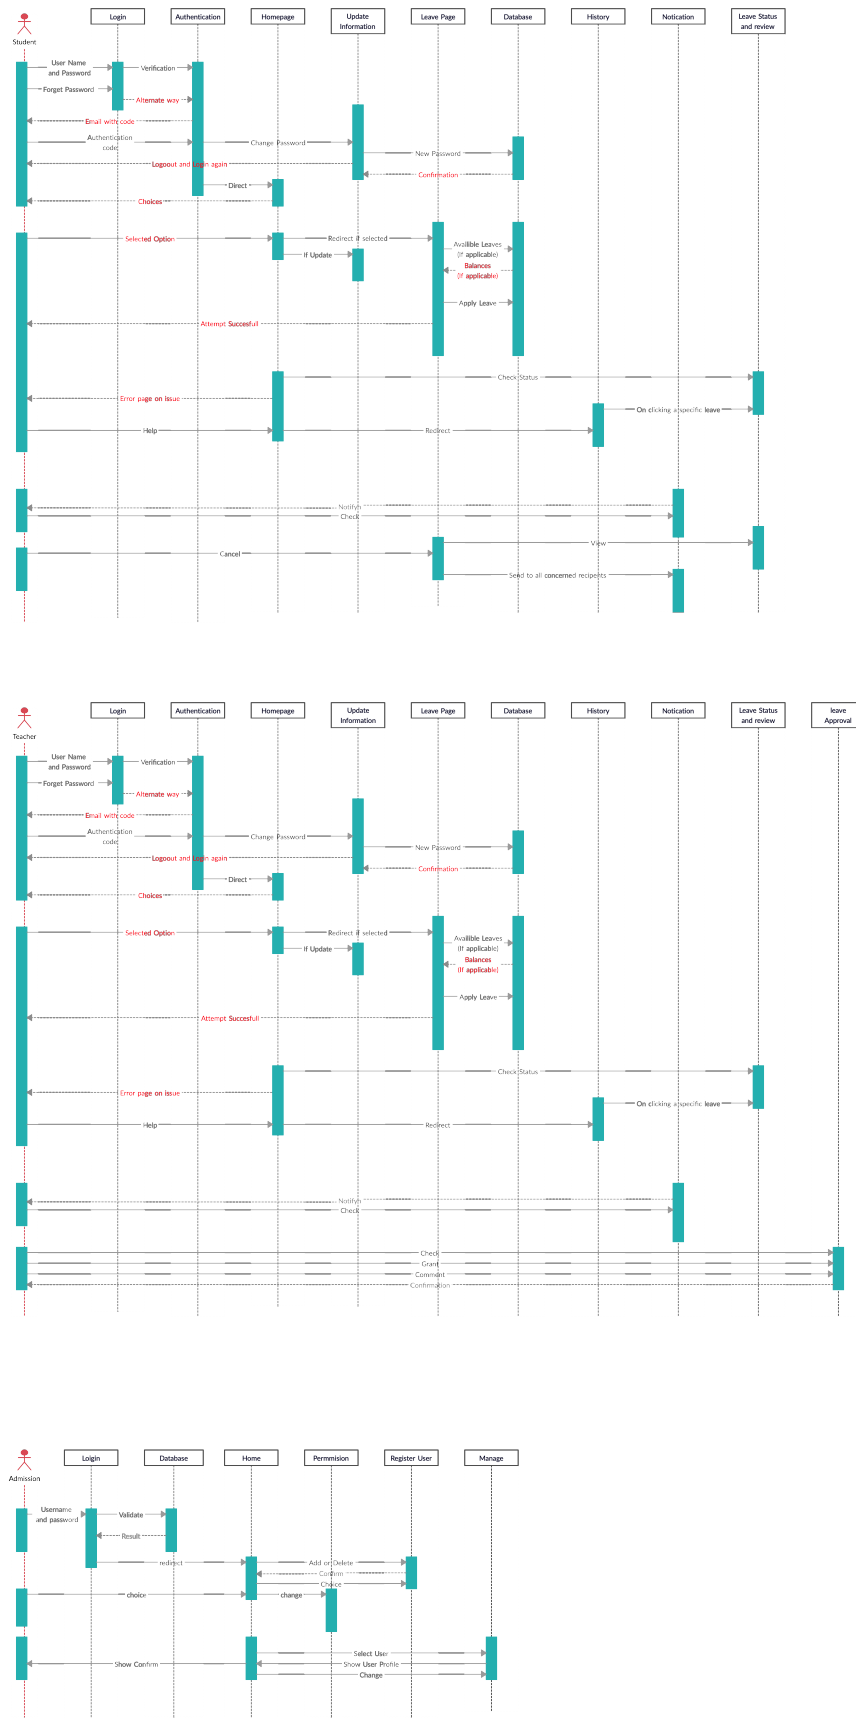 Login
Authentication
Homepage
Update
Information
Leave Page
Database
History
Notication
Leave Status
and review
Student
User Name
and Password
Verification
Forget Password
Alternate way
Email with code
Authentication
code
Change Password
New Password
Logoout and Login again
Confirmation
Direct
Choices
Selected Option
Redirect if selected
If Update
Availible Leaves
(If applicable)
Balances
(If applicable)
Apply Leave
Attempt Succesfull
Check Status
Error page on issue
On clicking a specific leave
Help
Redirect
Notifyh
Check
Cancel
View
Send to all concerned recipents
Login
Authentication
Homepage
Update
Information
Leave Page
Database
History
Notication
Leave Status
and review
leave
Approval
Teacher
User Name
and Password
Verification
Forget Password
Alternate way
Email with code
Authentication
code
Change Password
New Password
Logoout and Login again
Confirmation
Direct
Choices
Selected Option
Redirect if selected
If Update
Availible Leaves
(If applicable)
Balances
(If applicable)
Apply Leave
Attempt Succesfull
Check Status
Error page on issue
On clicking a specific leave
Help
Redirect
Notifyh
Check
Check
Grant
Comment
Confirmation
Loigin
Database
Home
Permmision
Register User
Manage
Admission
Username
and password
Validate
Result
redirect
Add or Delete
Confirm
Choice
choice
change
Select User
Show Confirm
Show User Profile
Change